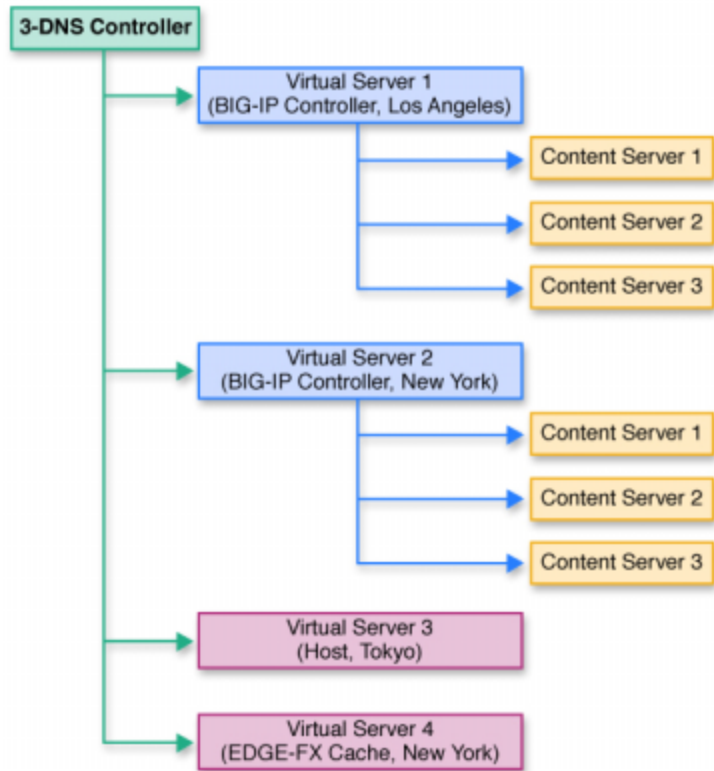 3-DNS Controller
Virtual Server 1
(BIG-IP Controller, Los Angeles)
Content Server 1
Content Server 2
Content Server 3
Virtual Server 2
(BIG-IP Controller, New York)
Content Server 1
Content Server 2
Content Server 3
Virtual Server 3
(Host, Tokyo)
Virtual Server 4
(EDGE-FX Cache, New York)